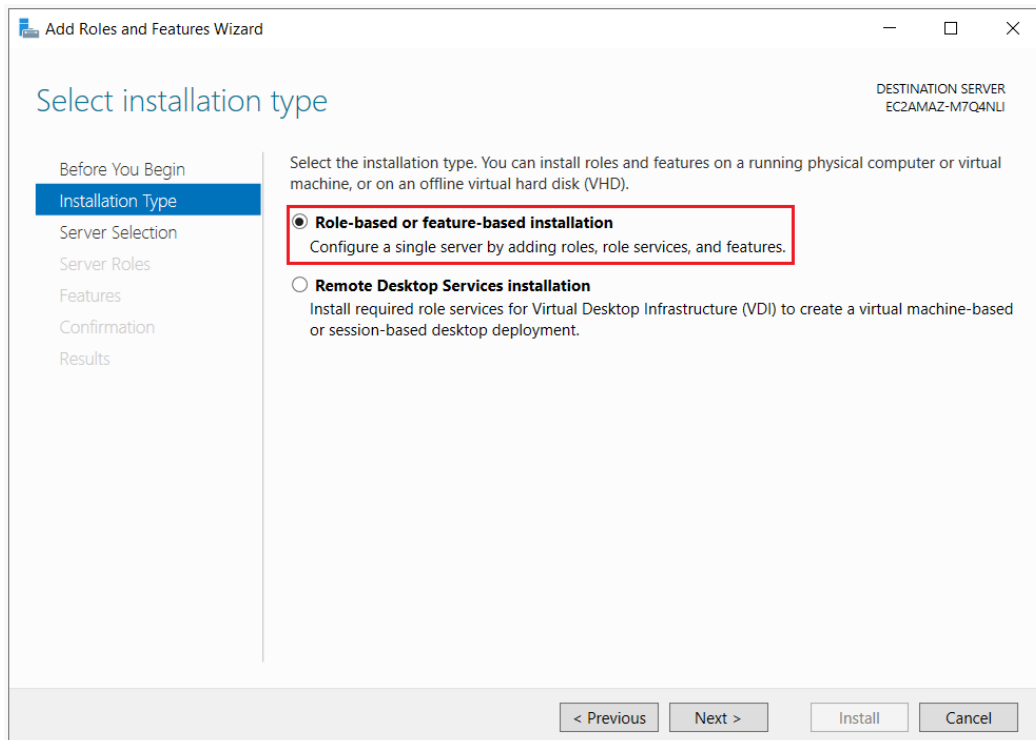 Add Roles and Features Wizard
Select installation type
DESTINATION SERVER
EC2AMAZ-M7Q4NLI
Before You Begin
Installation Type
Server Selection
Server Roles
Features
Confirmation
Results
Select the installation type. You can install roles and features on a running physical computer or virtual
machine, or on an offline virtual hard disk (VHD).
Role-based or feature-based installation
Configure a single server by adding roles, role services, and features.
Remote Desktop Services installation
Install required role services for Virtual Desktop Infrastructure (VDI) to create a virtual machine-based
or session-based desktop deployment.
< Previous
Next >
Install
Cancel